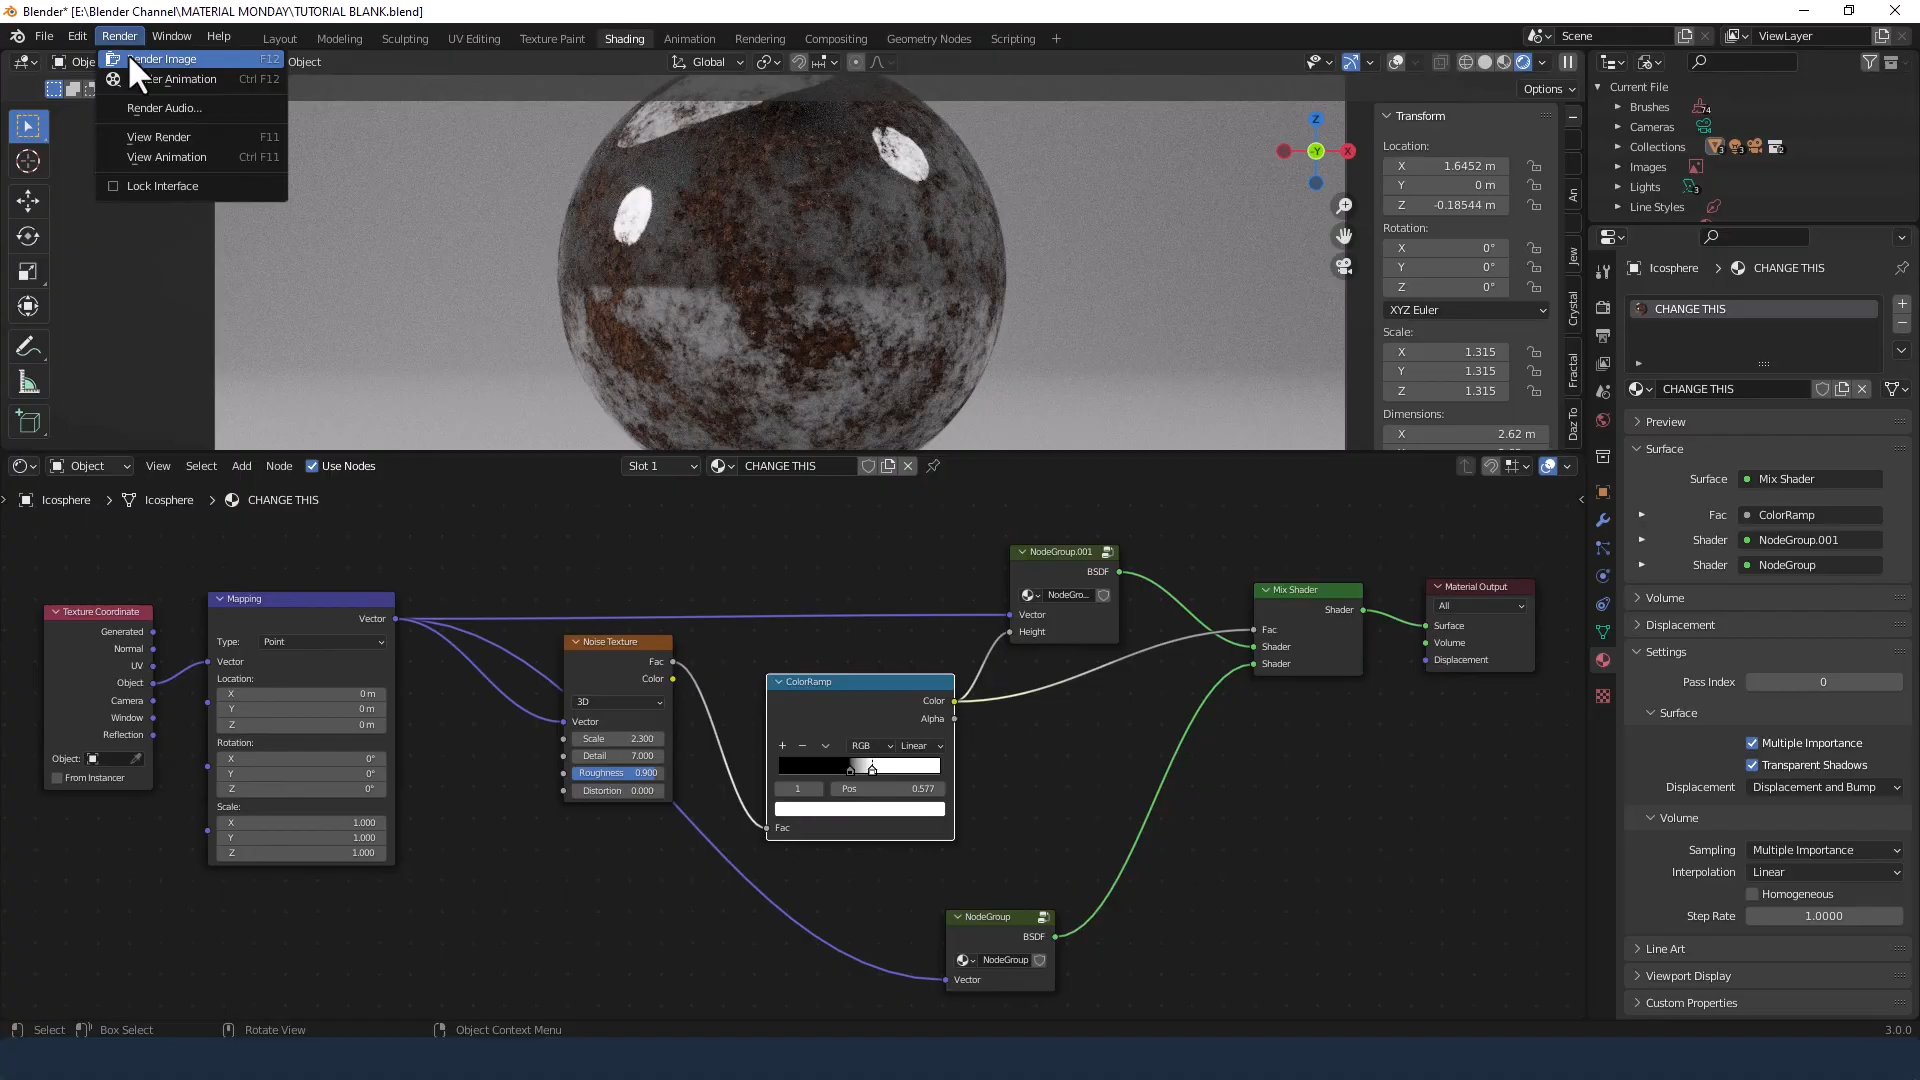 Blender* [E:\Blender Channel\MATERIAL MONDAY\TUTORIAL BLANK.blend]
File Edit Render Window Help
Layout Modeling Sculpting UV Editing Texture Paint Shading Animation Rendering Compositing Geometry Nodes Scripting +
Scene ViewLayer
Object Global
Options
Render Image F12
Animation Ctrl F12
Render Audio...
View Render F11
View Animation Ctrl F11
Lock Interface
Z
-Y
X
Transform
Location:
X 1.6452 m
Y 0 m
Z -0.18544 m
Rotation:
X 0°
Y 0°
Z 0°
XYZ Euler
Scale:
X 1.315
Y 1.315
Z 1.315
Dimensions:
X 2.62 m
An
Jew
Crystal
Fractal
Daz To
Current File
Brushes 74
Cameras
Collections 3 3 2
Images
Lights 3
Line Styles
Icosphere > CHANGE THIS
CHANGE THIS
CHANGE THIS
Preview
Surface
Surface Mix Shader
Fac ColorRamp
Shader NodeGroup.001
Shader NodeGroup
Volume
Displacement
Settings
Pass Index 0
Surface
Multiple Importance
Transparent Shadows
Displacement Displacement and Bump
Volume
Sampling Multiple Importance
Interpolation Linear
Homogeneous
Step Rate 1.0000
Line Art
Viewport Display
Custom Properties
Object View Select Add Node Use Nodes Slot 1 CHANGE THIS
Icosphere > Icosphere > CHANGE THIS
Texture Coordinate
Generated
Normal
UV
Object
Camera
Window
Reflection
Object:
From Instancer
Mapping
Vector
Type: Point
Vector
Location:
X 0 m
Y 0 m
Z 0 m
Rotation:
X 0°
Y 0°
Z 0°
Scale:
X 1.000
Y 1.000
Z 1.000
Noise Texture
Fac
Color
3D
Vector
Scale 2.300
Detail 7.000
Roughness 0.900
Distortion 0.000
ColorRamp
Color
Alpha
RGB Linear
1 Pos 0.577
Fac
NodeGroup.001
BSDF
NodeGro...
Vector
Height
NodeGroup
BSDF
NodeGroup
Vector
Mix Shader
Shader
Fac
Shader
Shader
Material Output
All
Surface
Volume
Displacement
Select Box Select Rotate View Object Context Menu 3.0.0